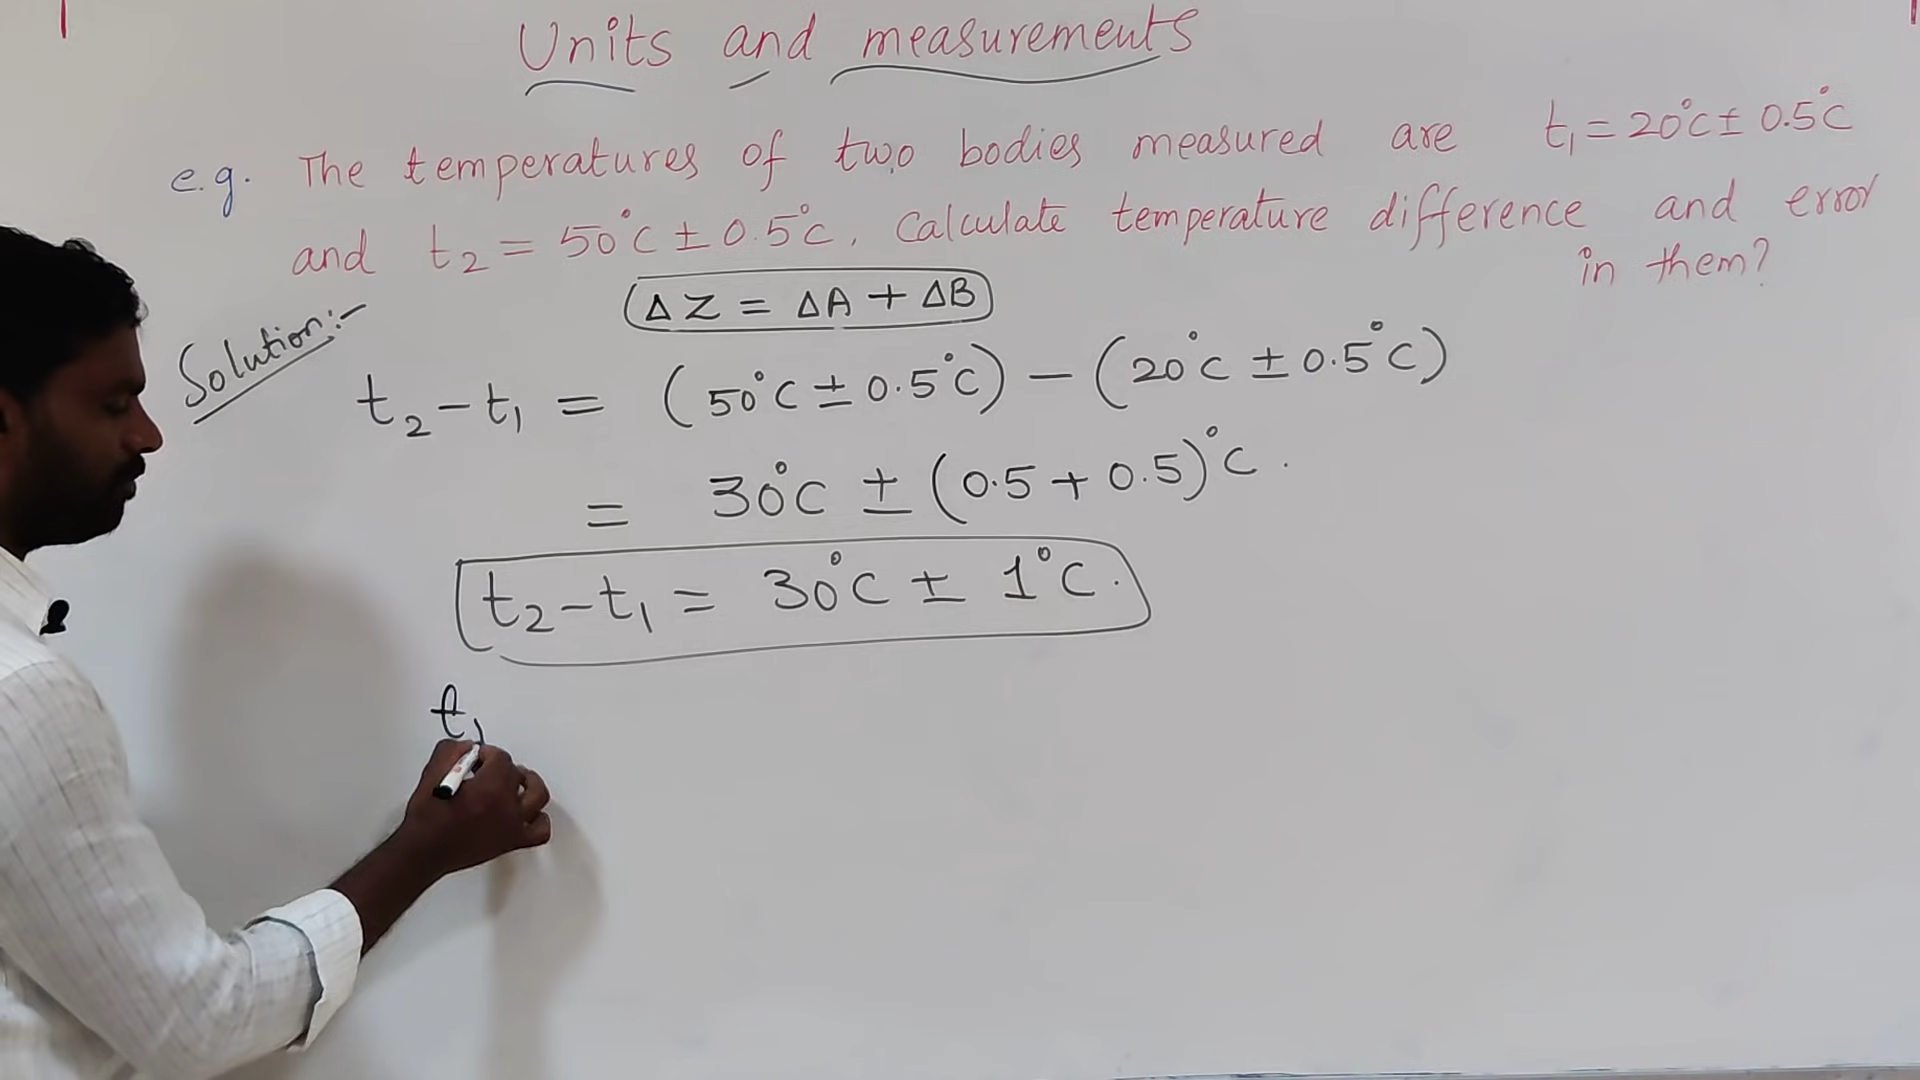 Units and measurements
e.g. The temperatures of two bodies measured are t₁ = 20°C ± 0.5°C
and t₂ = 50°C ± 0.5°C, Calculate temperature difference and error
in them?
Solution:-
ΔZ = ΔA + ΔB
t₂ - t₁ = (50°C ± 0.5°C) - (20°C ± 0.5°C)
= 30°C ± (0.5 + 0.5)°C.
t₂ - t₁ = 30°C ± 1°C.
t₁